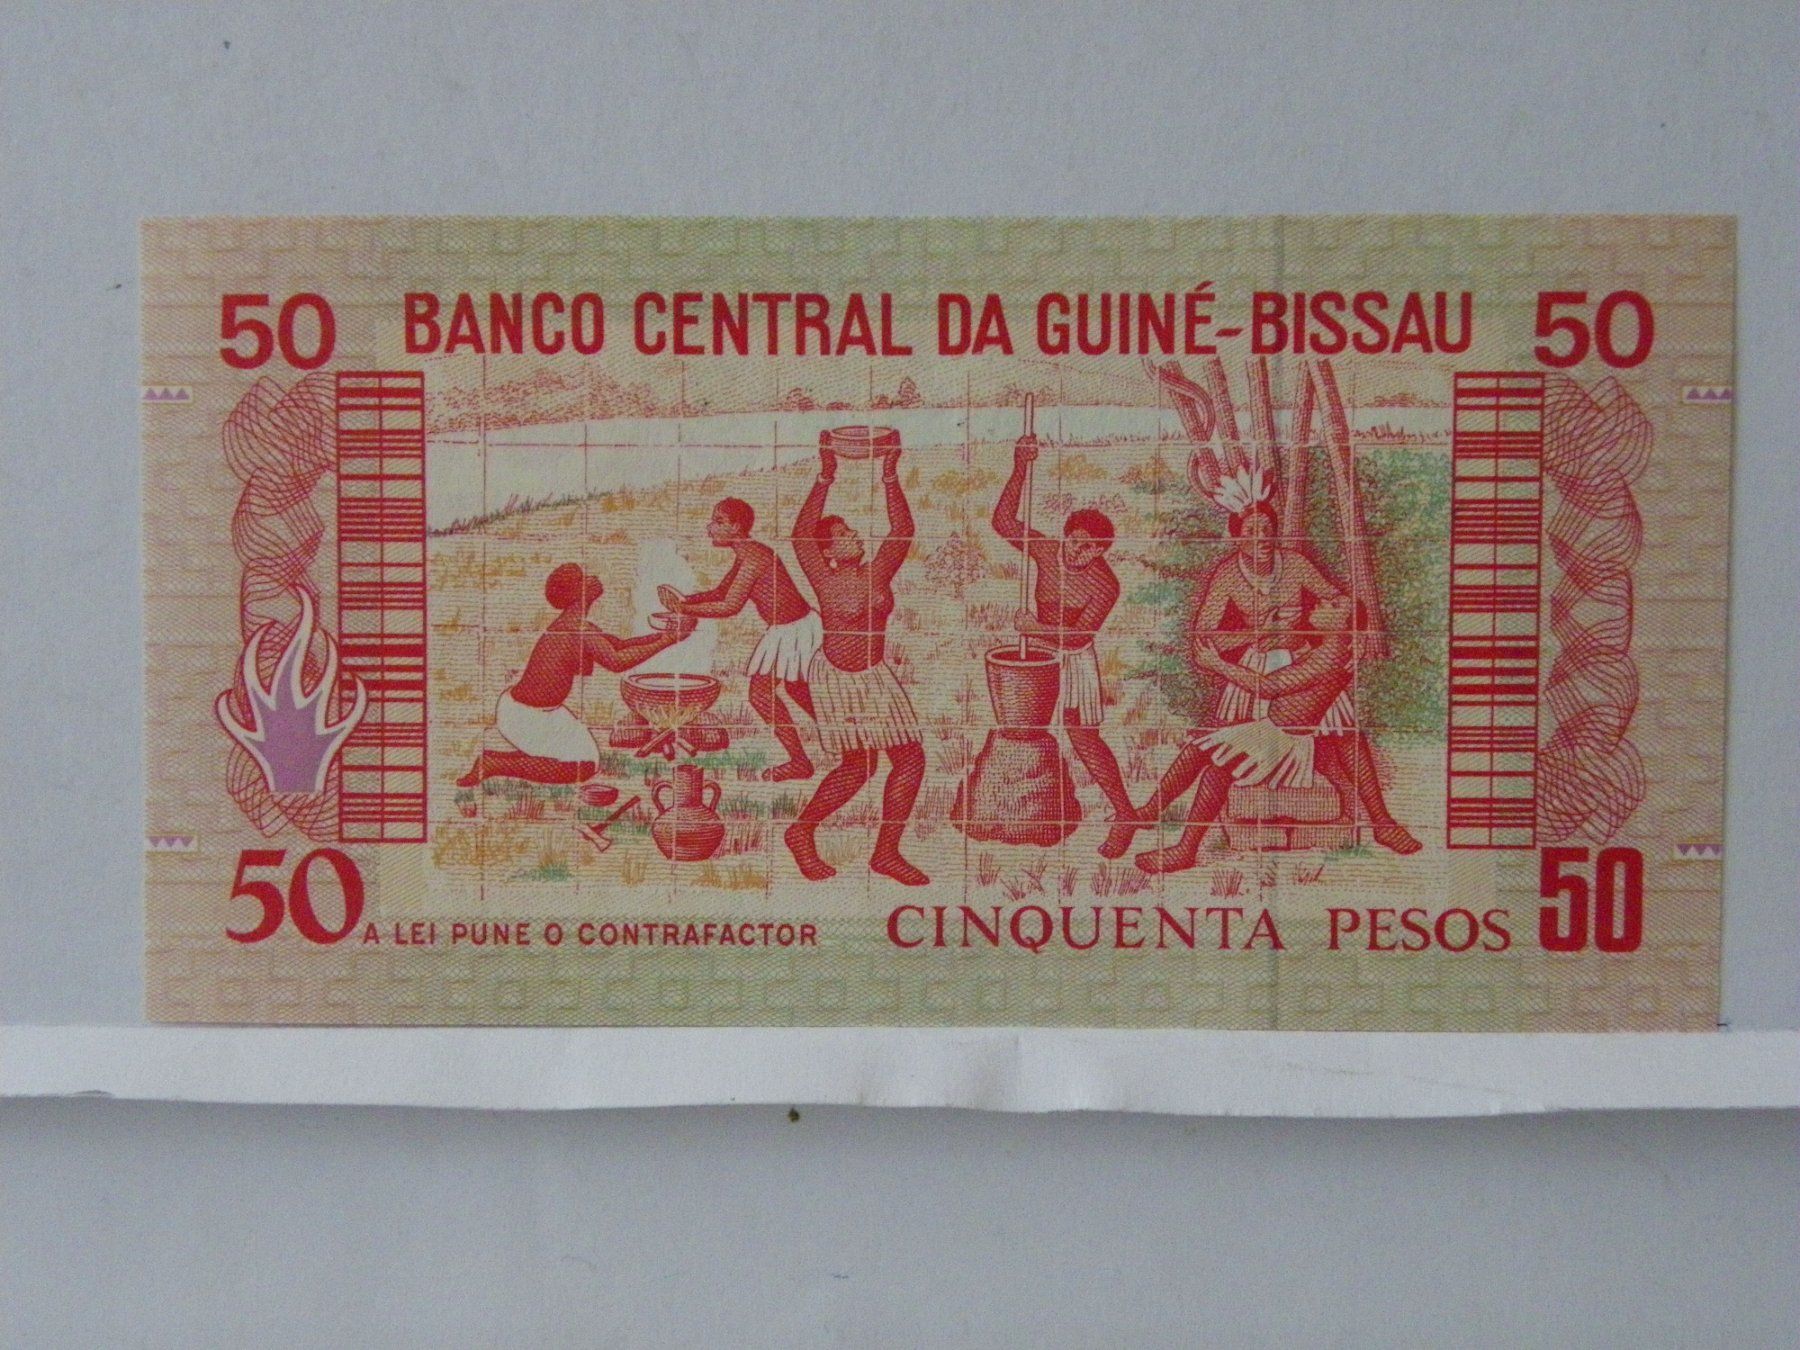 50 BANCO CENTRAL DA GUINÉ-BISSAU 50
50 A LEI PUNE O CONTRAFACTOR CINQUENTA PESOS 50